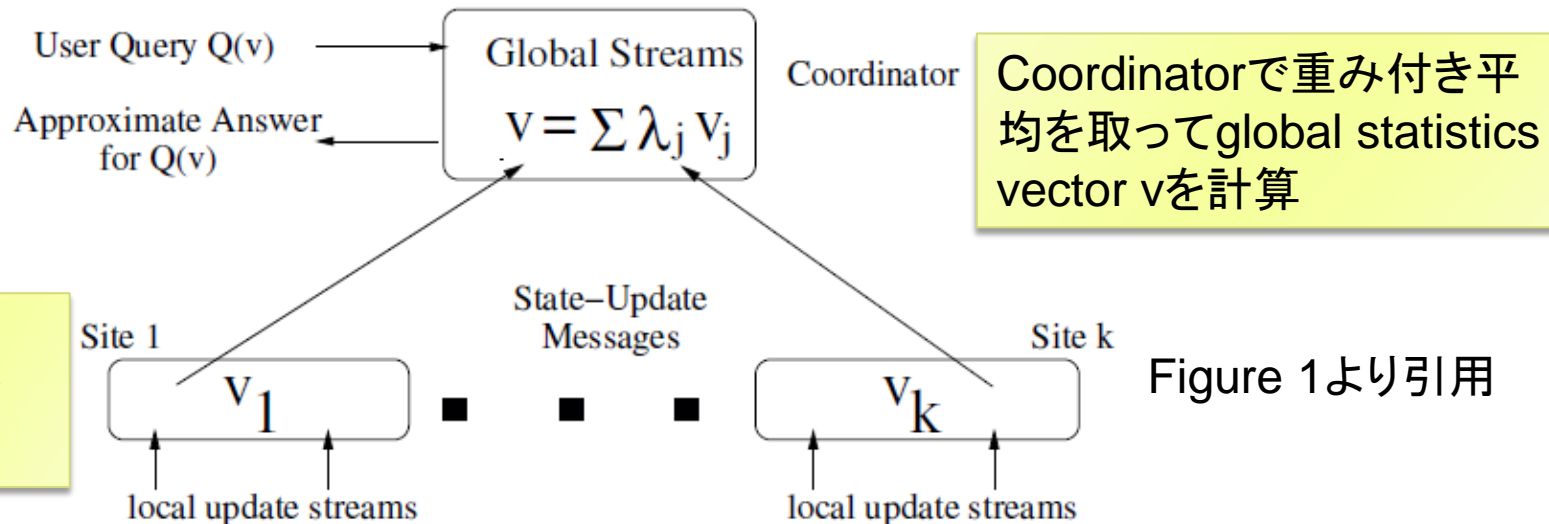 User Query Q(v)
Approximate Answer
for Q(v)
Global Streams
v = Σ λj vj
Coordinator
Coordinatorで重み付き平
均を取ってglobal statistics
vector vを計算
State–Update
Messages
Site 1
v1
Site k
vk
Figure 1より引用
local update streams
local update streams